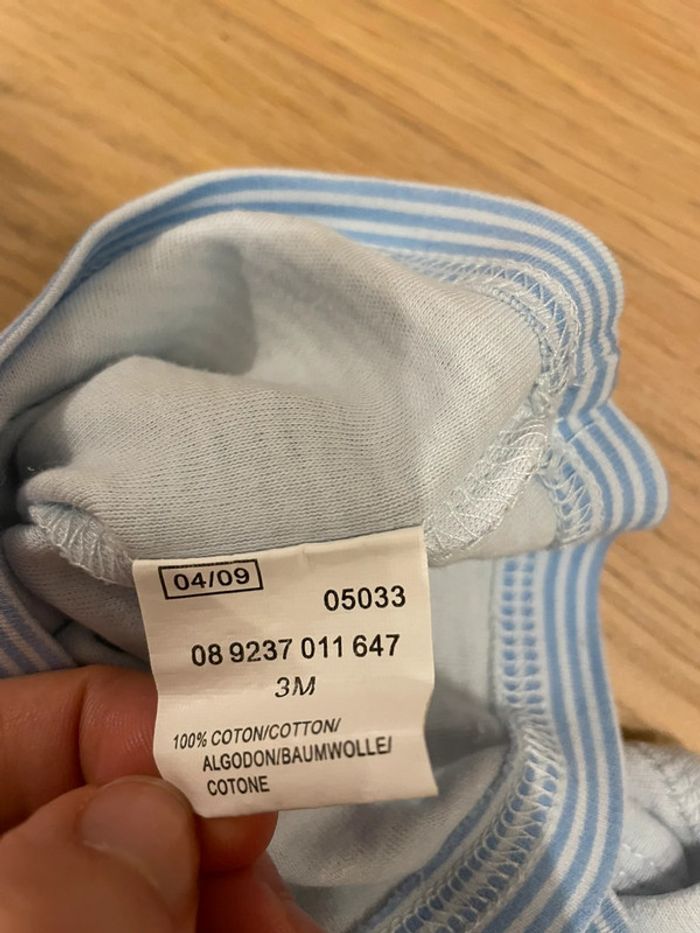 04/09
05033
08 9237 011 647
3M
100% COTON/COTTON/
ALGODON/BAUMWOLLE/
COTONE